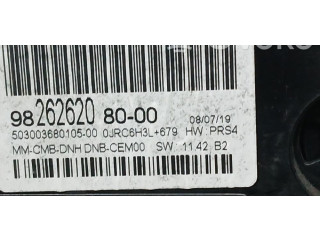 98 262620 80-00 08/07/19
503003680105-00 0JRC6H3L+679 HW: PRS4
MM-CMB-DNH DNB-CEM00 SW: 11.42 B2